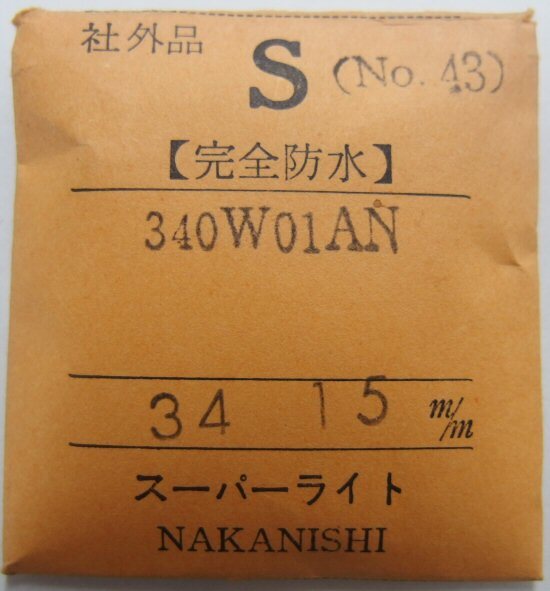 社外品 S (No. 43)
【完全防水】
340W01AN
34 15 m/m
スーパーライト
NAKANISHI